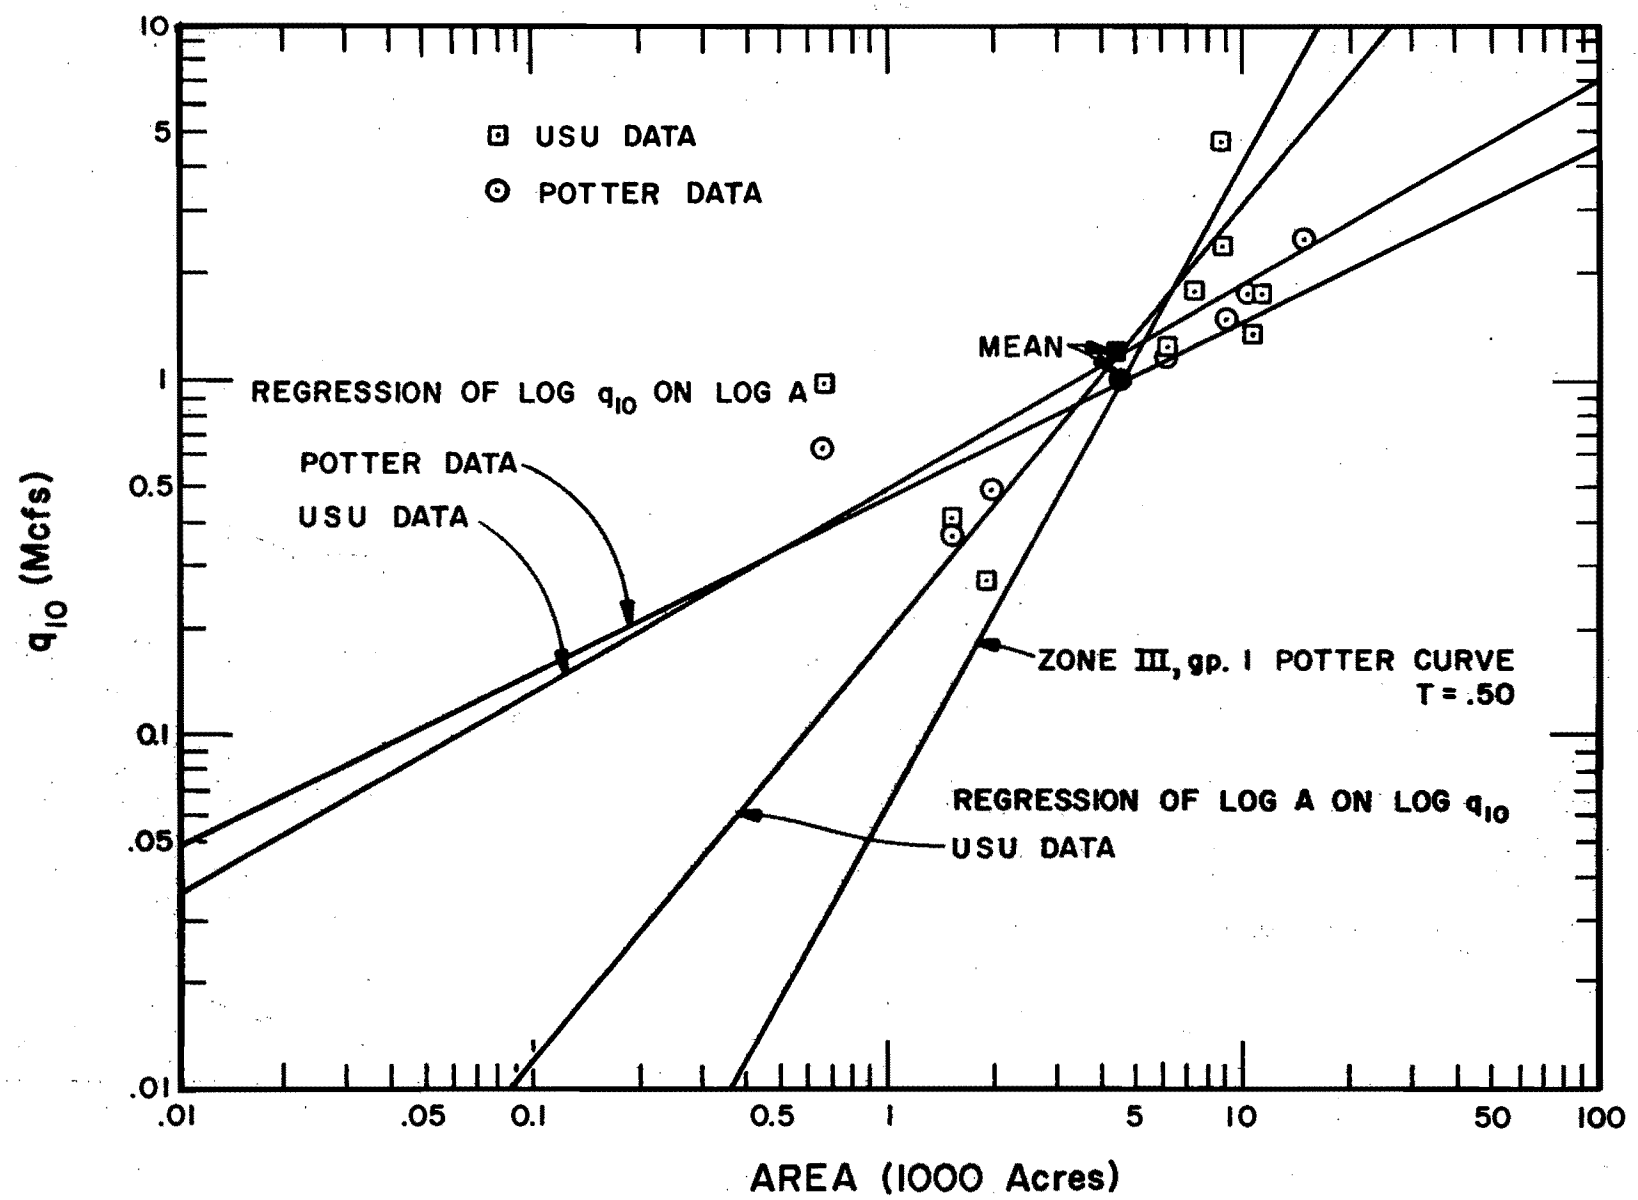 10
5
1
0.5
0.1
.05
.01
q10 (Mcfs)
USU DATA
POTTER DATA
MEAN
REGRESSION OF LOG q10 ON LOG A
POTTER DATA
USU DATA
ZONE III, gp. I POTTER CURVE
T = .50
REGRESSION OF LOG A ON LOG q10
USU DATA
.01 .05 0.1 0.5 1 5 10 50 100
AREA (1000 Acres)